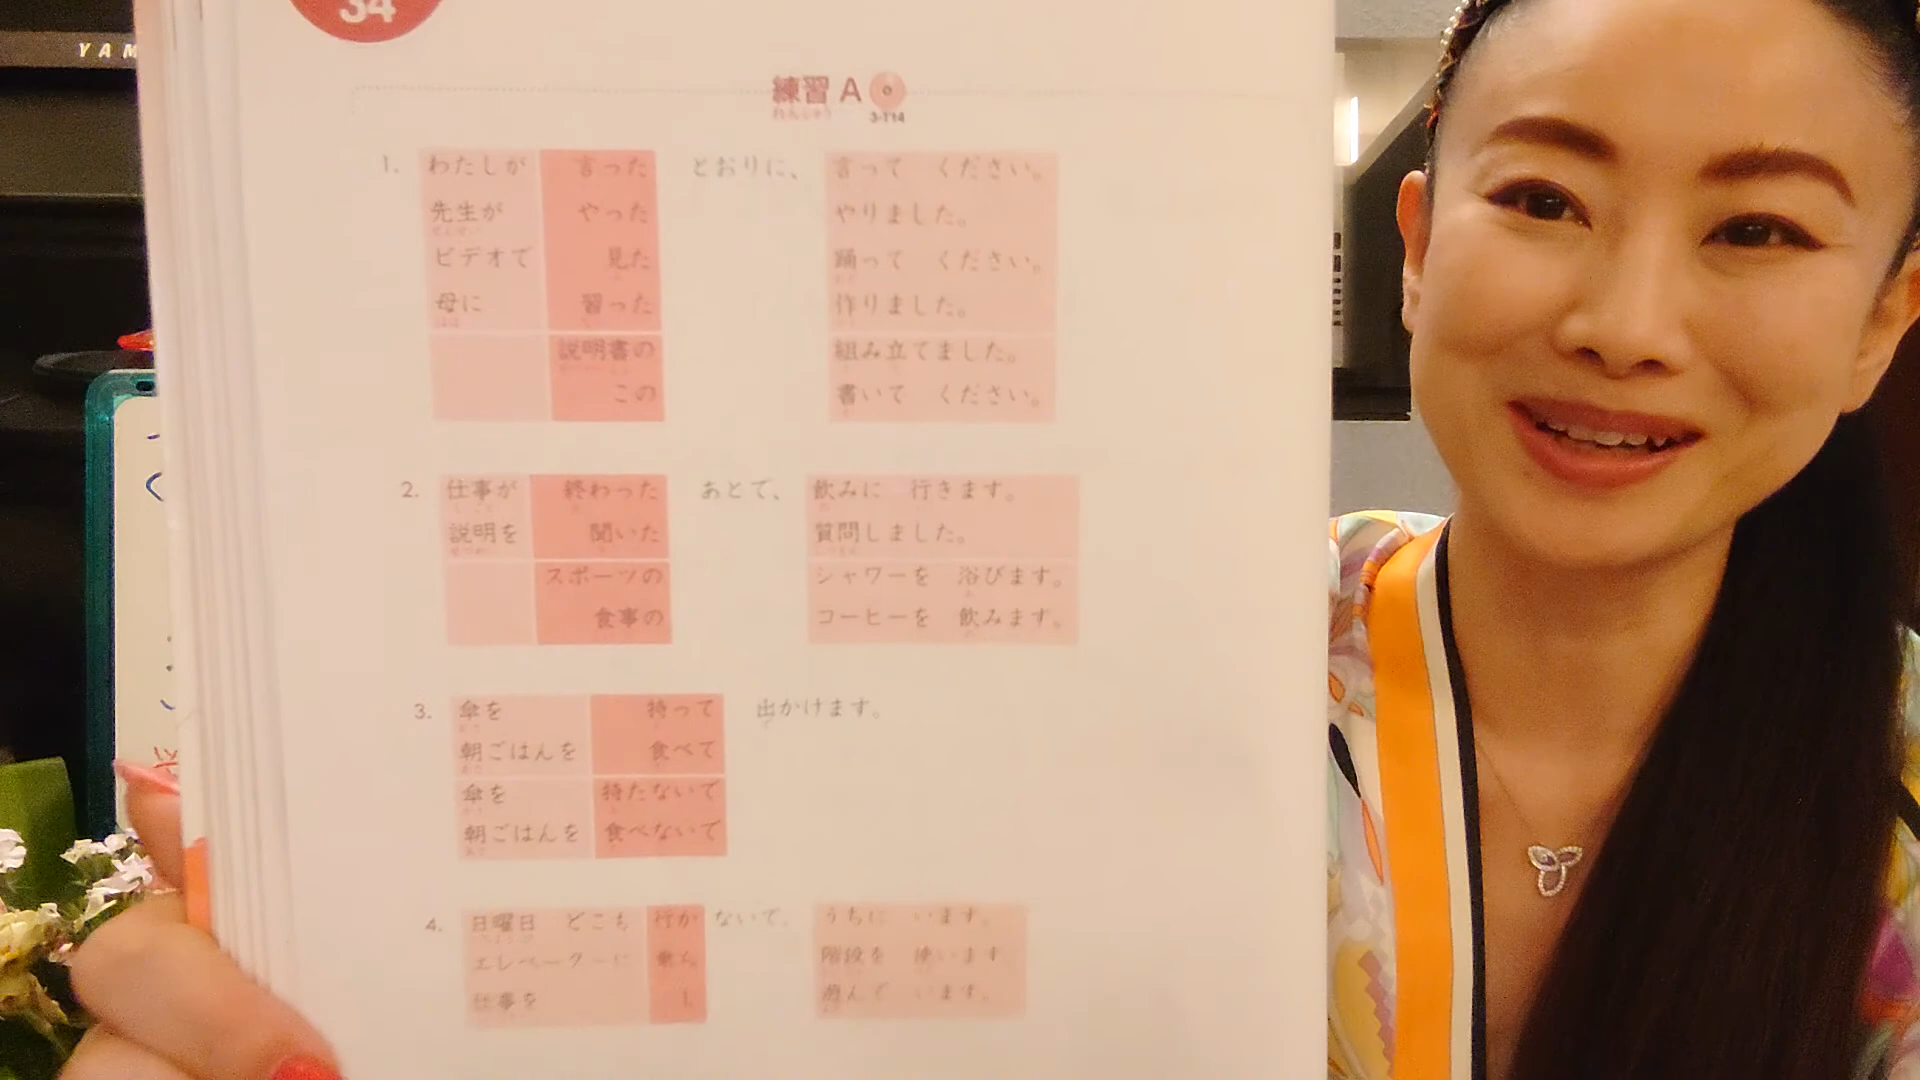 34
YAM
練習 A
れんしゅう
3-T14
1. わたしが 言った とおりに、 言って ください。
先生が やった やりました。
ビデオで 見た 踊って ください。
母に 習った 作りました。
説明書の 組み立てました。
この 書いて ください。
2. 仕事が 終わった あとで、 飲みに 行きます。
説明を 聞いた 質問しました。
スポーツの シャワーを 浴びます。
食事の コーヒーを 飲みます。
3. 傘を 持って 出かけます。
朝ごはんを 食べて
傘を 持たないで
朝ごはんを 食べないで
4. 日曜日 どこも 行か ないで、 うちに います。
エレベーターに 乗ら 階段を 使います
仕事を し 遊んで います。